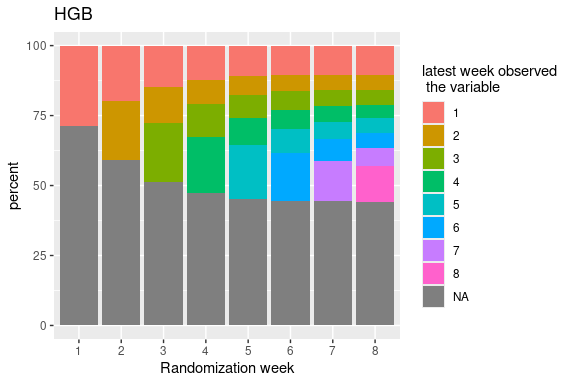 HGB
100
75
50
25
0
percent
1 2 3 4 5 6 7 8
Randomization week
latest week observed
the variable
1
2
3
4
5
6
7
8
NA